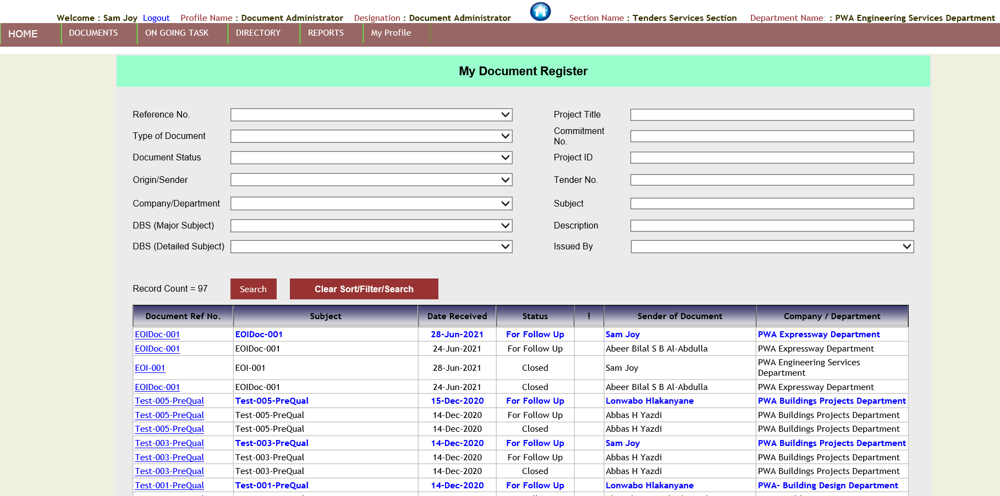 Welcome : Sam Joy Logout Profile Name : Document Administrator Designation : Document Administrator Section Name : Tenders Services Section Department Name: : PWA Engineering Services Department
HOME DOCUMENTS ON GOING TASK DIRECTORY REPORTS My Profile
My Document Register
Reference No. Project Title
Type of Document Commitment No.
Document Status Project ID
Origin/Sender Tender No.
Company/Department Subject
DBS (Major Subject) Description
DBS (Detailed Subject) Issued By
Record Count = 97 Search Clear Sort/Filter/Search
Document Ref No. Subject Date Received Status ! Sender of Document Company / Department
EOIDoc-001 EOIDoc-001 28-Jun-2021 For Follow Up Sam Joy PWA Expressway Department
EOIDoc-001 EOIDoc-001 24-Jun-2021 For Follow Up Abeer Bilal S B Al-Abdulla PWA Expressway Department
EOI-001 EOI-001 28-Jun-2021 Closed Sam Joy PWA Engineering Services Department
EOIDoc-001 EOIDoc-001 24-Jun-2021 Closed Abeer Bilal S B Al-Abdulla PWA Expressway Department
Test-005-PreQual Test-005-PreQual 15-Dec-2020 For Follow Up Lonwabo Hlakanyane PWA Buildings Projects Department
Test-005-PreQual Test-005-PreQual 14-Dec-2020 For Follow Up Abbas H Yazdi PWA Buildings Projects Department
Test-005-PreQual Test-005-PreQual 14-Dec-2020 Closed Abbas H Yazdi PWA Buildings Projects Department
Test-003-PreQual Test-003-PreQual 14-Dec-2020 For Follow Up Sam Joy PWA Buildings Projects Department
Test-003-PreQual Test-003-PreQual 14-Dec-2020 For Follow Up Abbas H Yazdi PWA Buildings Projects Department
Test-003-PreQual Test-003-PreQual 14-Dec-2020 Closed Abbas H Yazdi PWA Buildings Projects Department
Test-001-PreQual Test-001-PreQual 14-Dec-2020 For Follow Up Lonwabo Hlakanyane PWA- Building Design Department